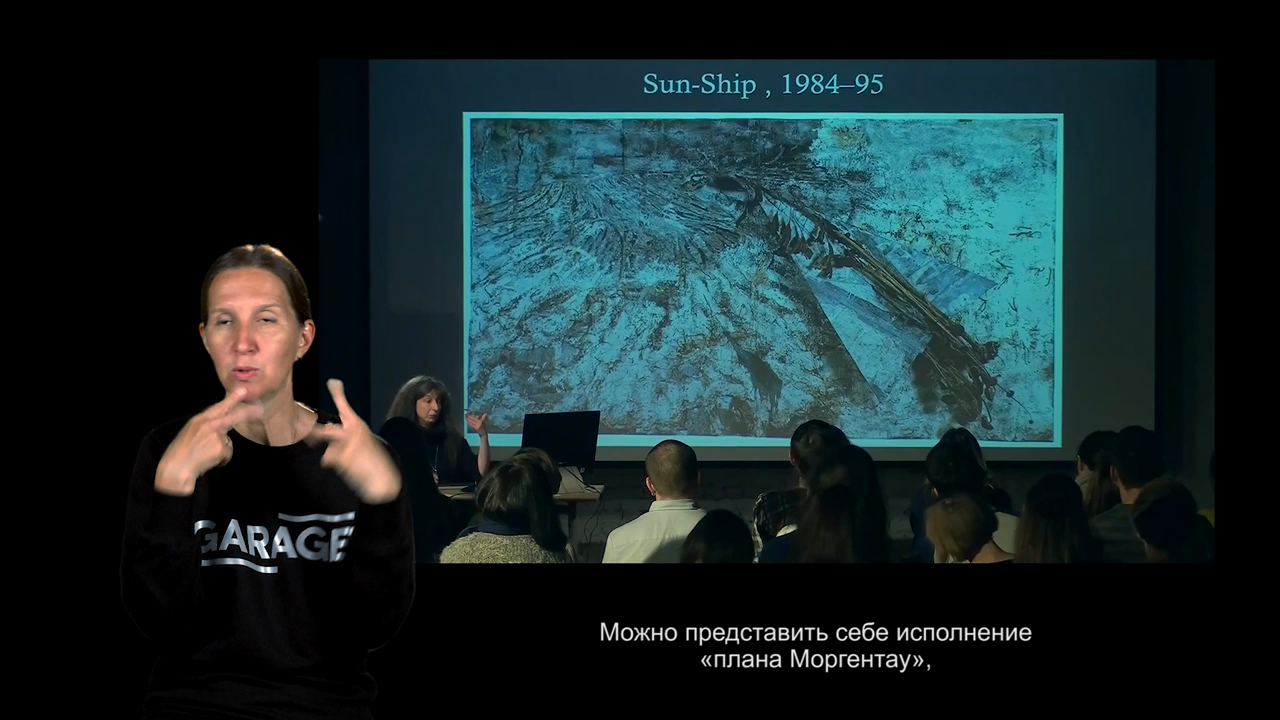 Sun-Ship , 1984–95
GARAGE
Можно представить себе исполнение
«плана Моргентау»,